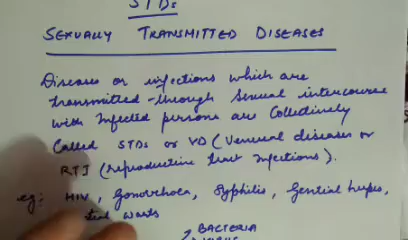 STDs
SEXUALLY TRANSMITTED DISEASES
Diseases or infections which are
transmitted through sexual intercourse
with infected persons are collectively
called STDs or VD (Venereal diseases or
RTI (reproductive tract infections).
eg: HIV, Gonorrhoea, Syphilis, Genital herpes,
warts
BACTERIA